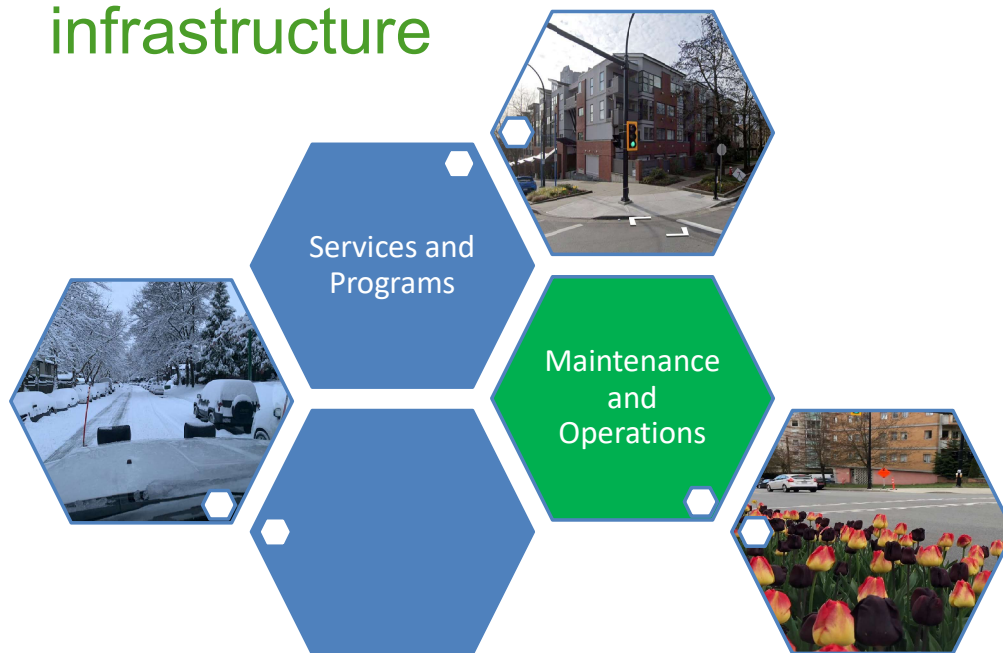 infrastructure
Services and
Programs
Maintenance
and
Operations